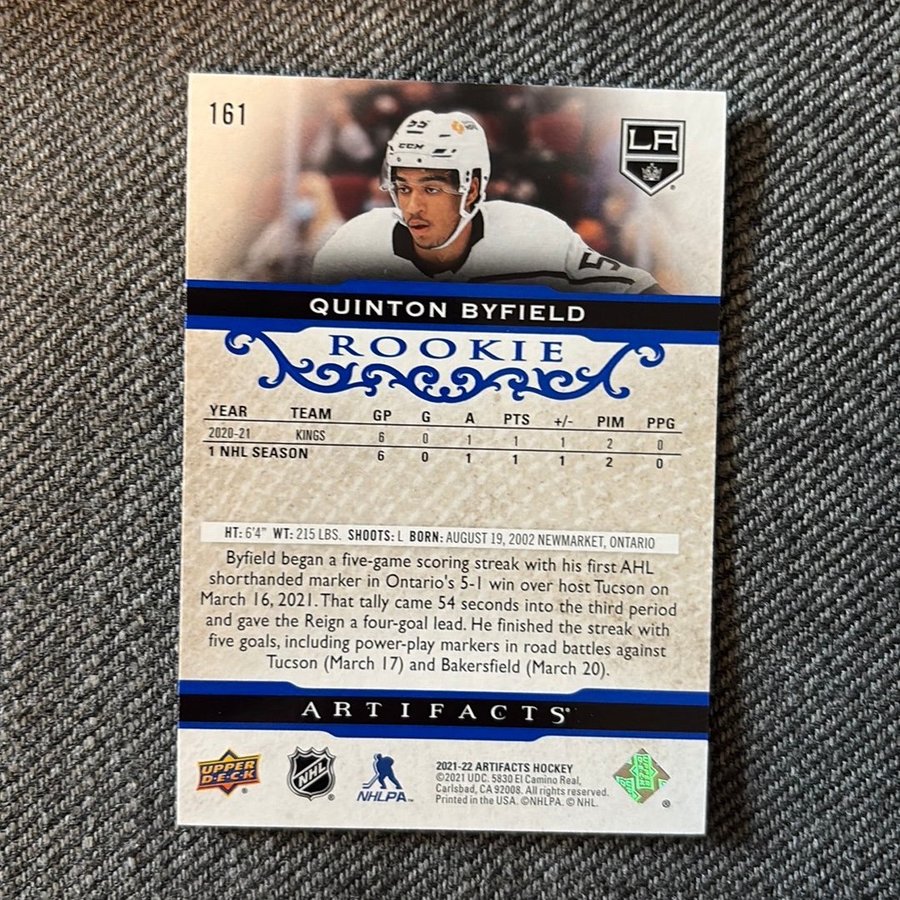 161
55
CCM
LA
5
QUINTON BYFIELD
ROOKIE
YEAR TEAM GP G A PTS +/- PIM PPG
2020-21 KINGS 6 0 1 1 1 2 0
1 NHL SEASON 6 0 1 1 1 2 0
HT: 6'4" WT: 215 LBS. SHOOTS: L BORN: AUGUST 19, 2002 NEWMARKET, ONTARIO
Byfield began a five-game scoring streak with his first AHL
shorthanded marker in Ontario's 5-1 win over host Tucson on
March 16, 2021. That tally came 54 seconds into the third period
and gave the Reign a four-goal lead. He finished the streak with
five goals, including power-play markers in road battles against
Tucson (March 17) and Bakersfield (March 20).
ARTIFACTS
UPPER DECK
NHL
NHLPA
2021-22 ARTIFACTS HOCKEY
©2021 UDC. 5830 El Camino Real,
Carlsbad, CA 92008. All rights reserved.
Printed in the USA. ©NHLPA. © NHL.